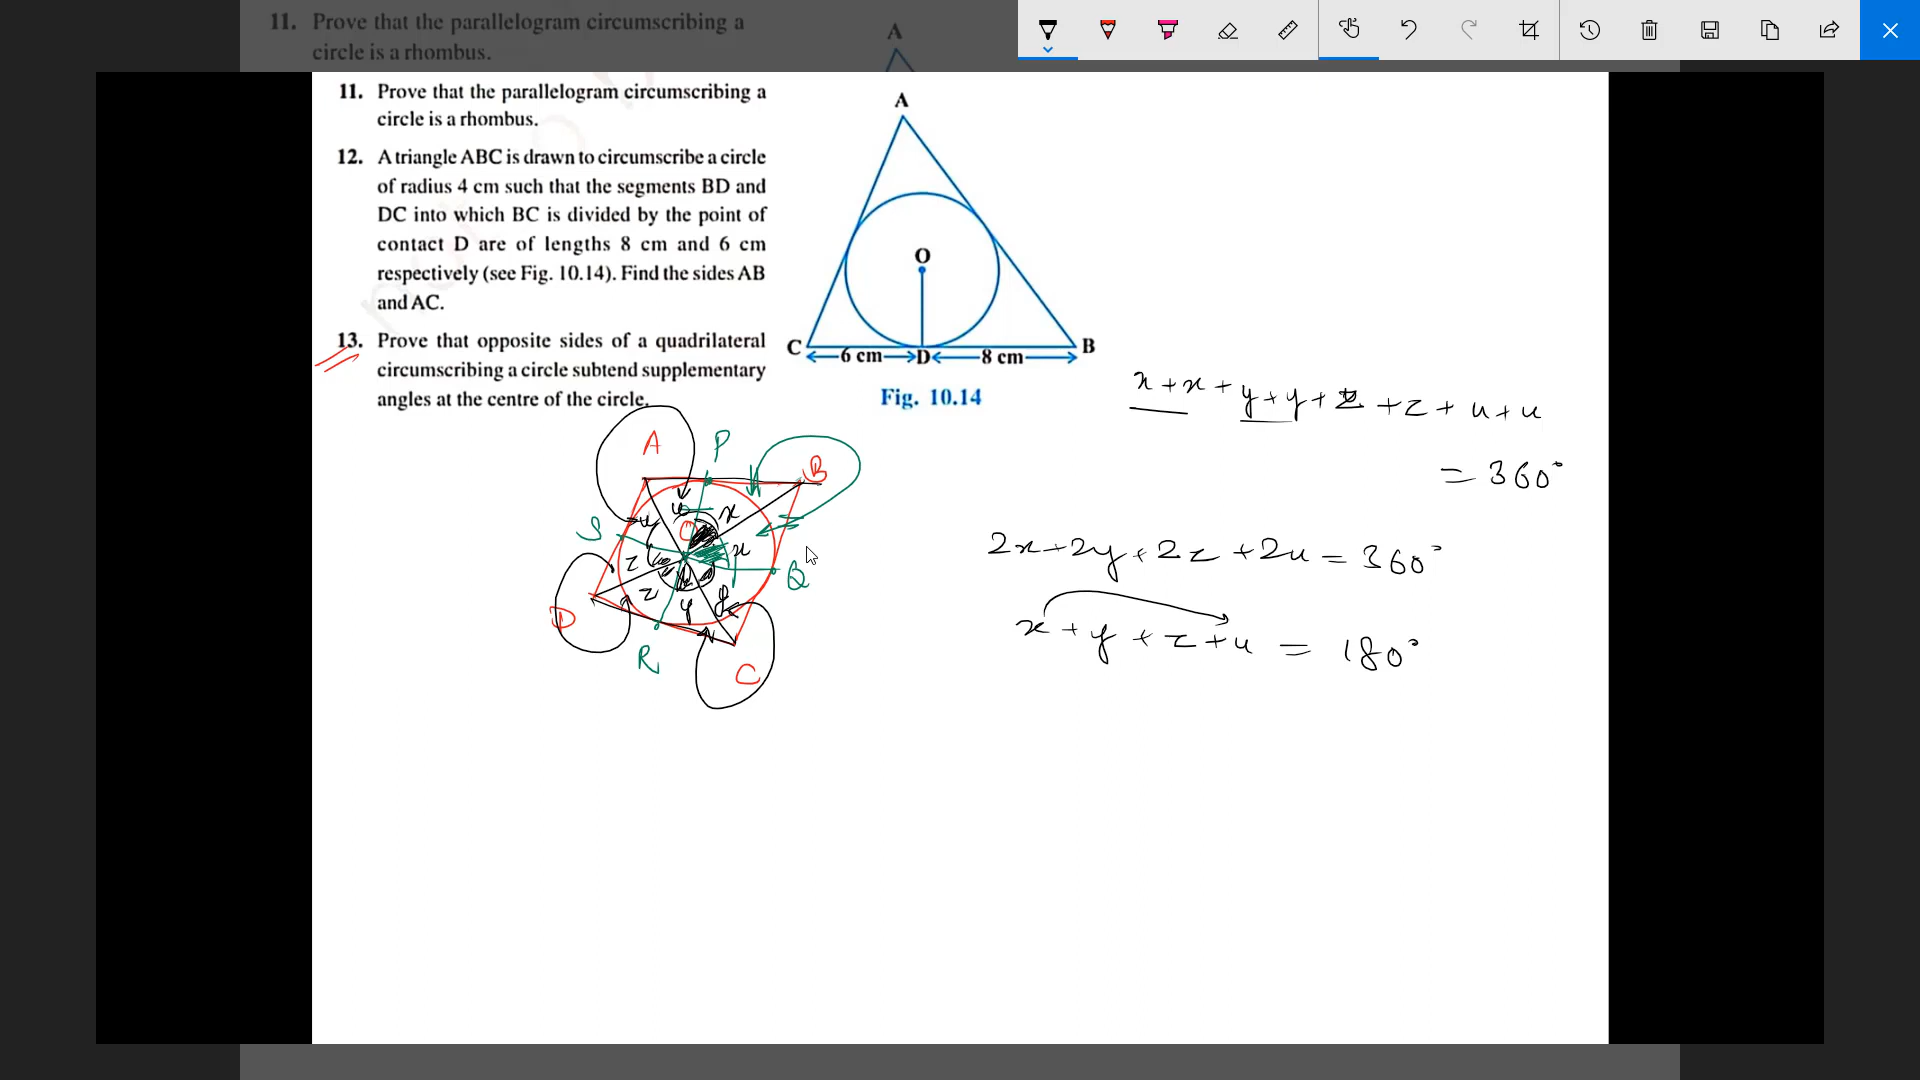 11. Prove that the parallelogram circumscribing a
circle is a rhombus.
A
11. Prove that the parallelogram circumscribing a
circle is a rhombus.
12. A triangle ABC is drawn to circumscribe a circle
of radius 4 cm such that the segments BD and
DC into which BC is divided by the point of
contact D are of lengths 8 cm and 6 cm
respectively (see Fig. 10.14). Find the sides AB
and AC.
13. Prove that opposite sides of a quadrilateral
circumscribing a circle subtend supplementary
angles at the centre of the circle.
A
O
C 6 cm D 8 cm B
Fig. 10.14
x + x + y + y + z + z + u + u
= 360°
2x + 2y + 2z + 2u = 360°
x + y + z + u = 180°
A P B
u x
S u O x
z Q
D z y y
R C